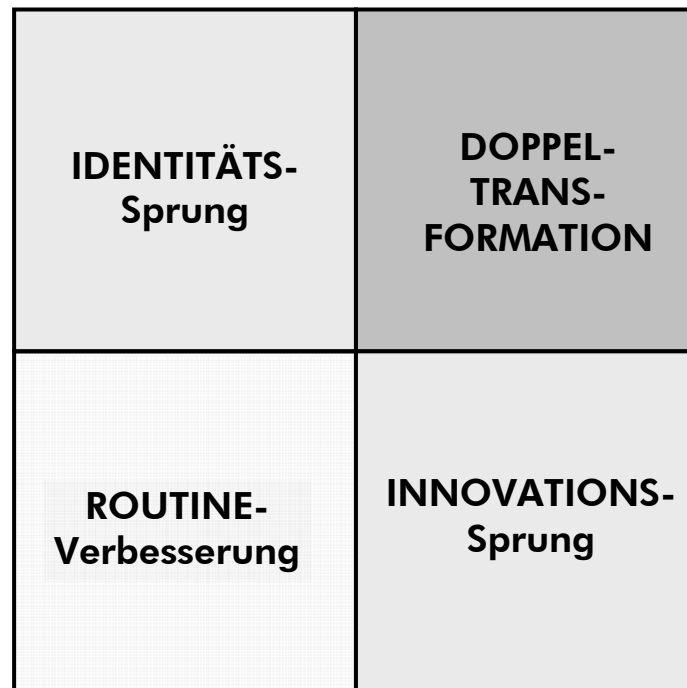 IDENTITÄTS-
Sprung
DOPPEL-
TRANS-
FORMATION
ROUTINE-
Verbesserung
INNOVATIONS-
Sprung